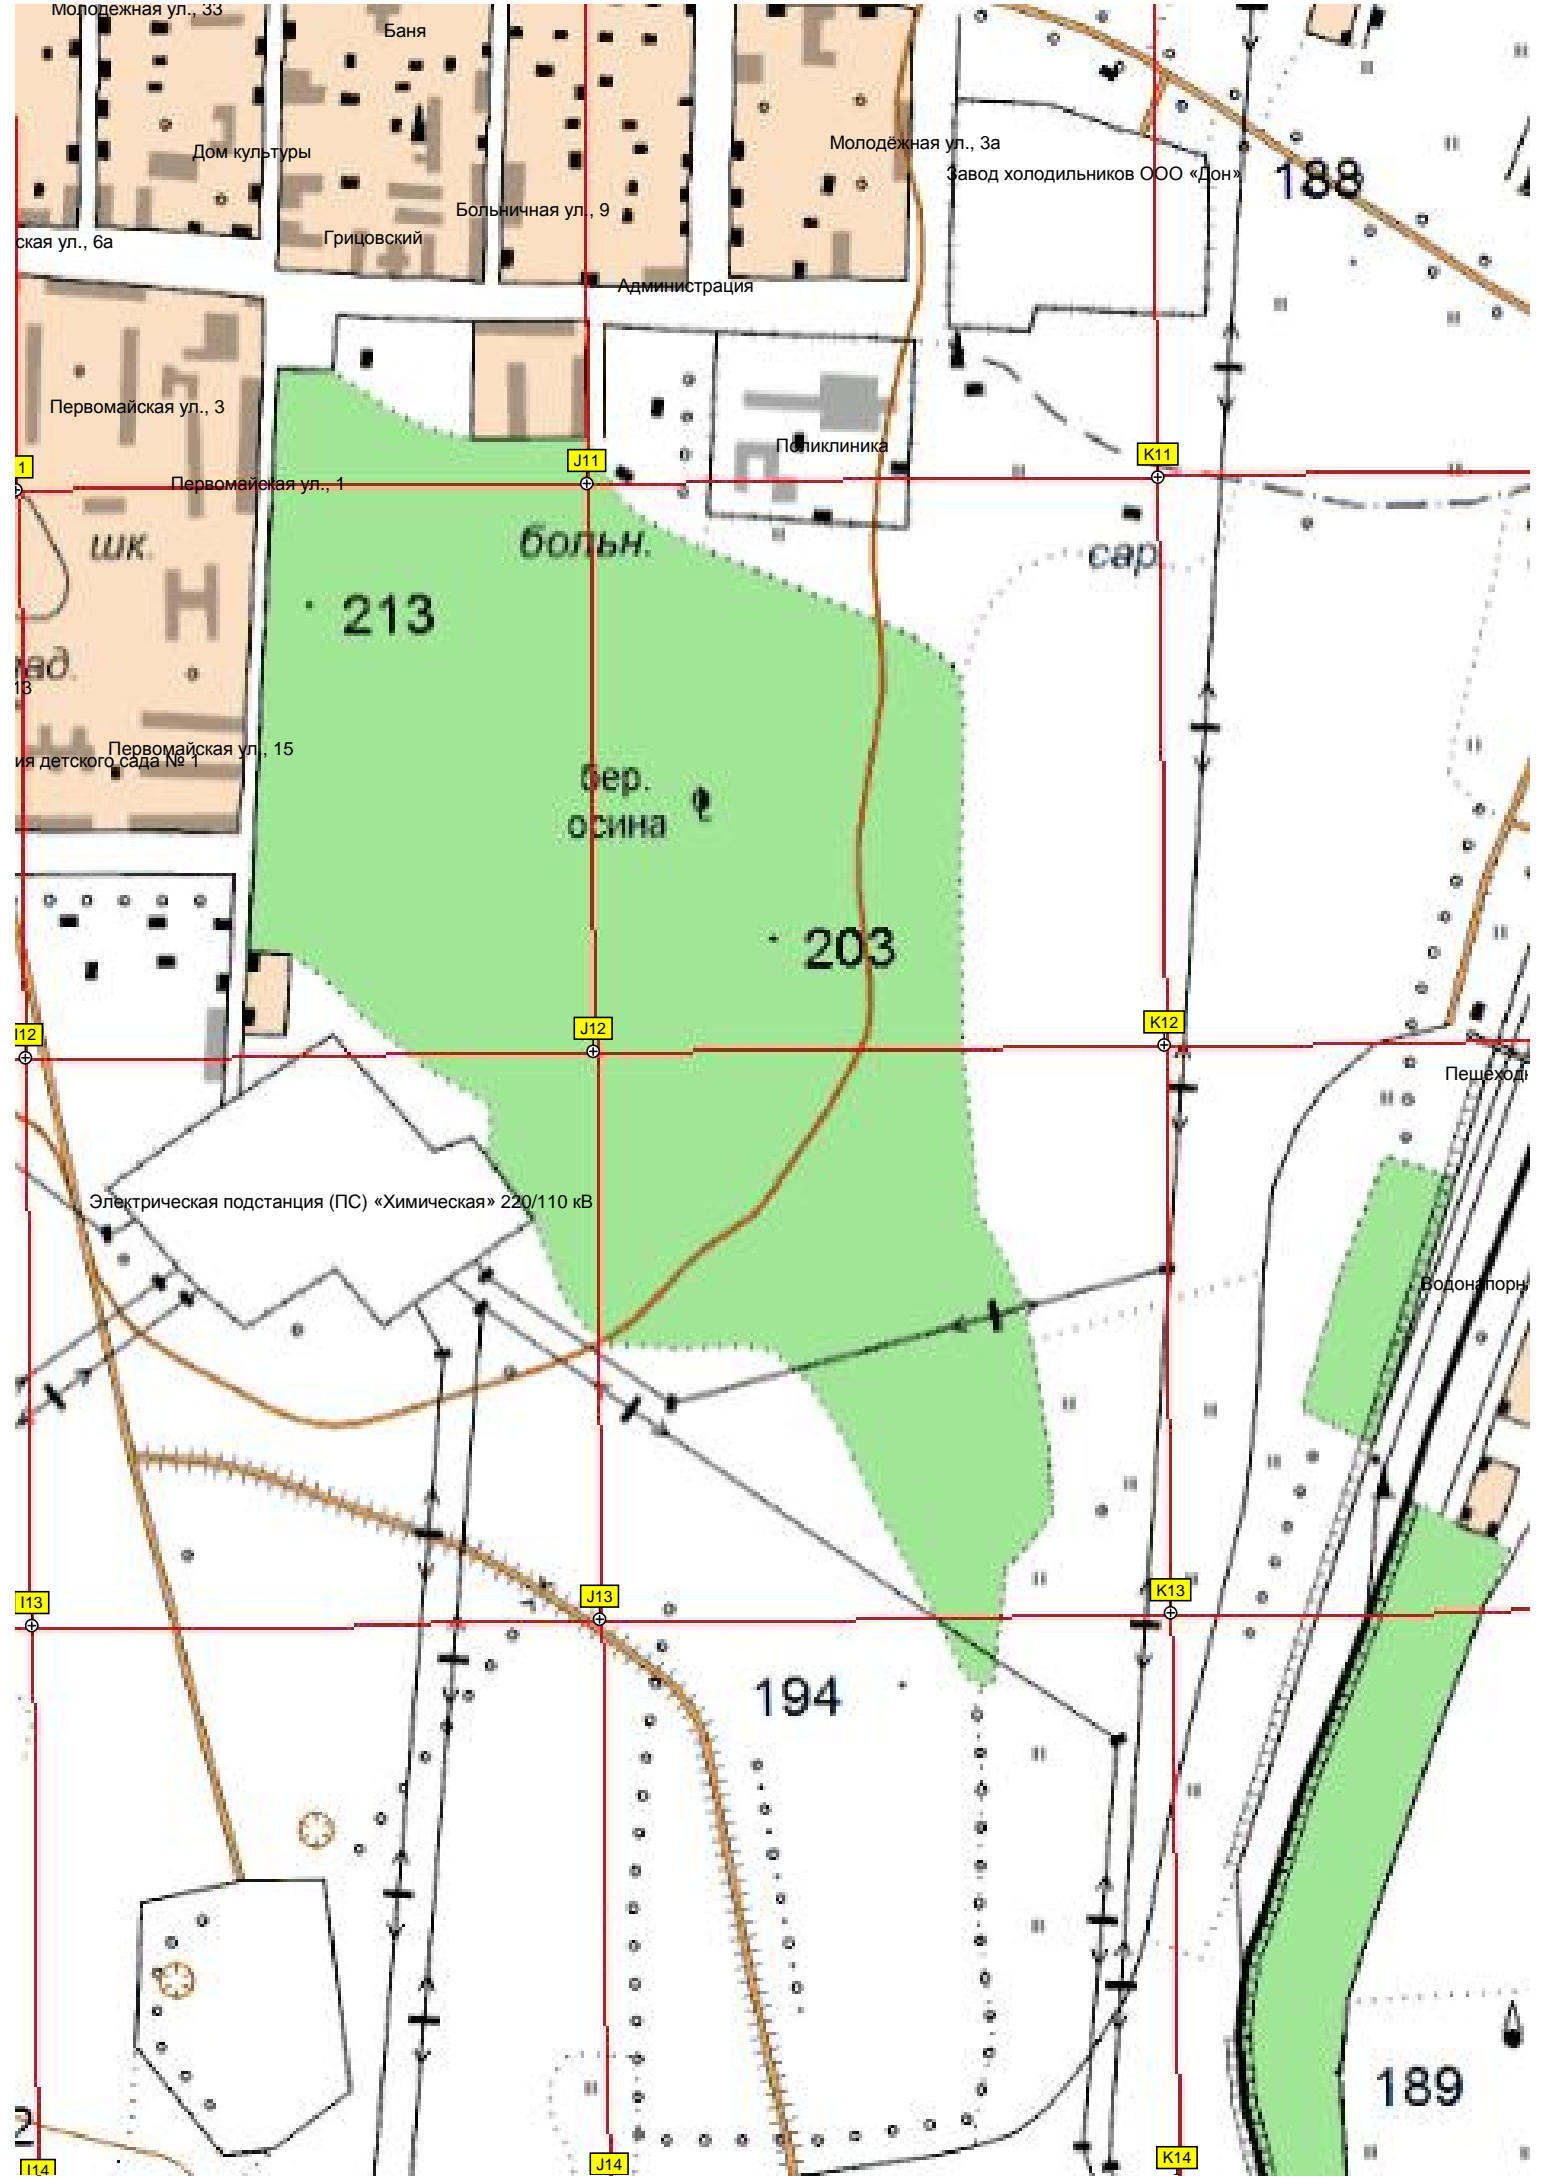 Молодежная ул., 33
Баня
Дом культуры
Молодёжная ул., 3а
Завод холодильников ООО «Дон»
188
Больничная ул., 9
ская ул., 6а
Грицовский
Администрация
Первомайская ул., 3
Поликлиника
1
J11
K11
Первомайская ул., 1
шк.
больн.
сар.
213
ад.
13
Первомайская ул., 15
ия детского сада № 1
бер.
осина
203
I12
J12
K12
Пешеходн
Электрическая подстанция (ПС) «Химическая» 220/110 кВ
Водонапорн
I13
J13
K13
194
189
I14
J14
K14